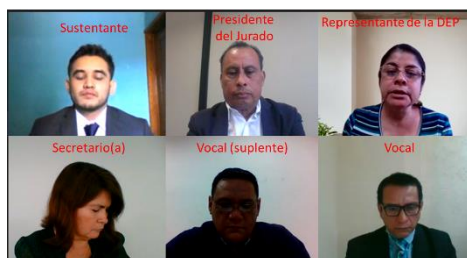 Sustentante
Presidente
del Jurado
Representante de la DEP
Secretario(a)
Vocal (suplente)
Vocal